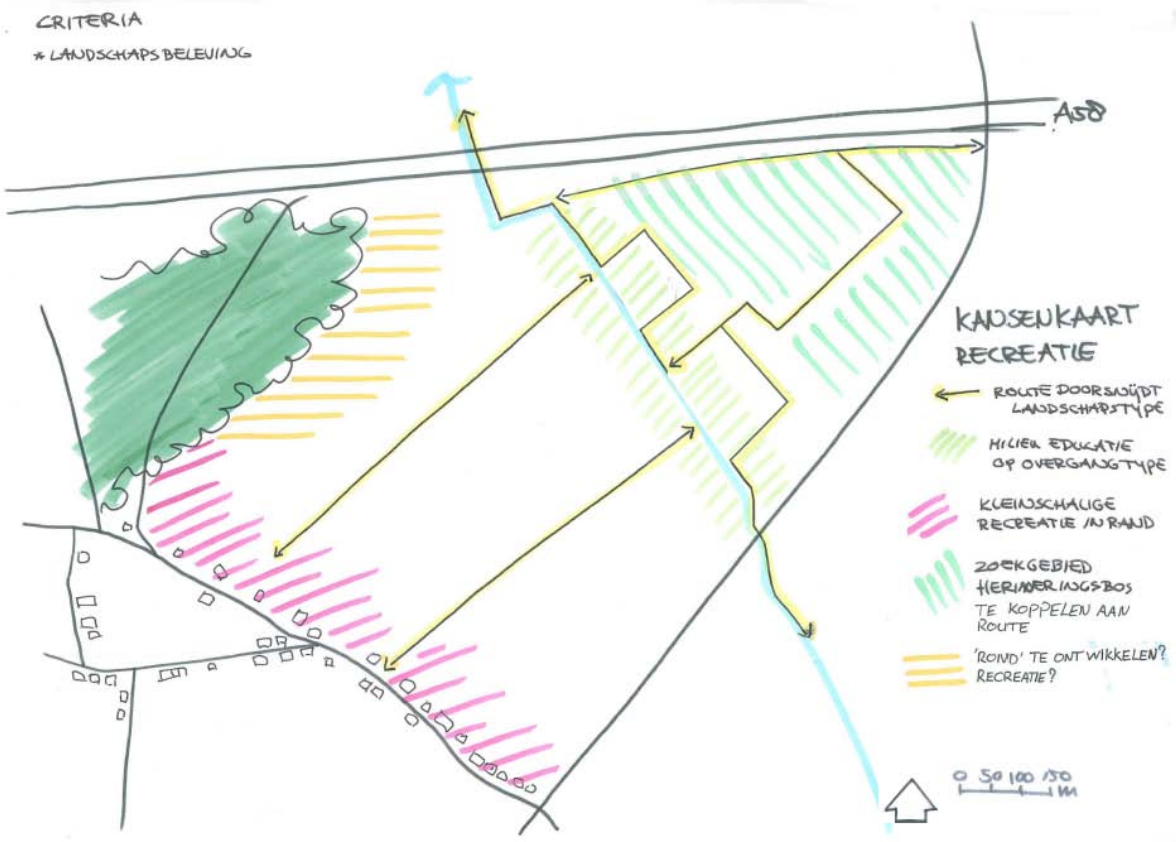 CRITERIA
* LANDSCHAPSBELEVING
A58
KANSENKAART
RECREATIE
ROUTE DOORSNIJDT
LANDSCHAPSTYPE
MILIEU EDUCATIE
OP OVERGANGTYPE
KLEINSCHALIGE
RECREATIE IN RAND
ZOEKGEBIED
HERINNERINGSBOS
TE KOPPELEN AAN
ROUTE
'ROND' TE ONTWIKKELEN?
RECREATIE?
0 50 100 150
M